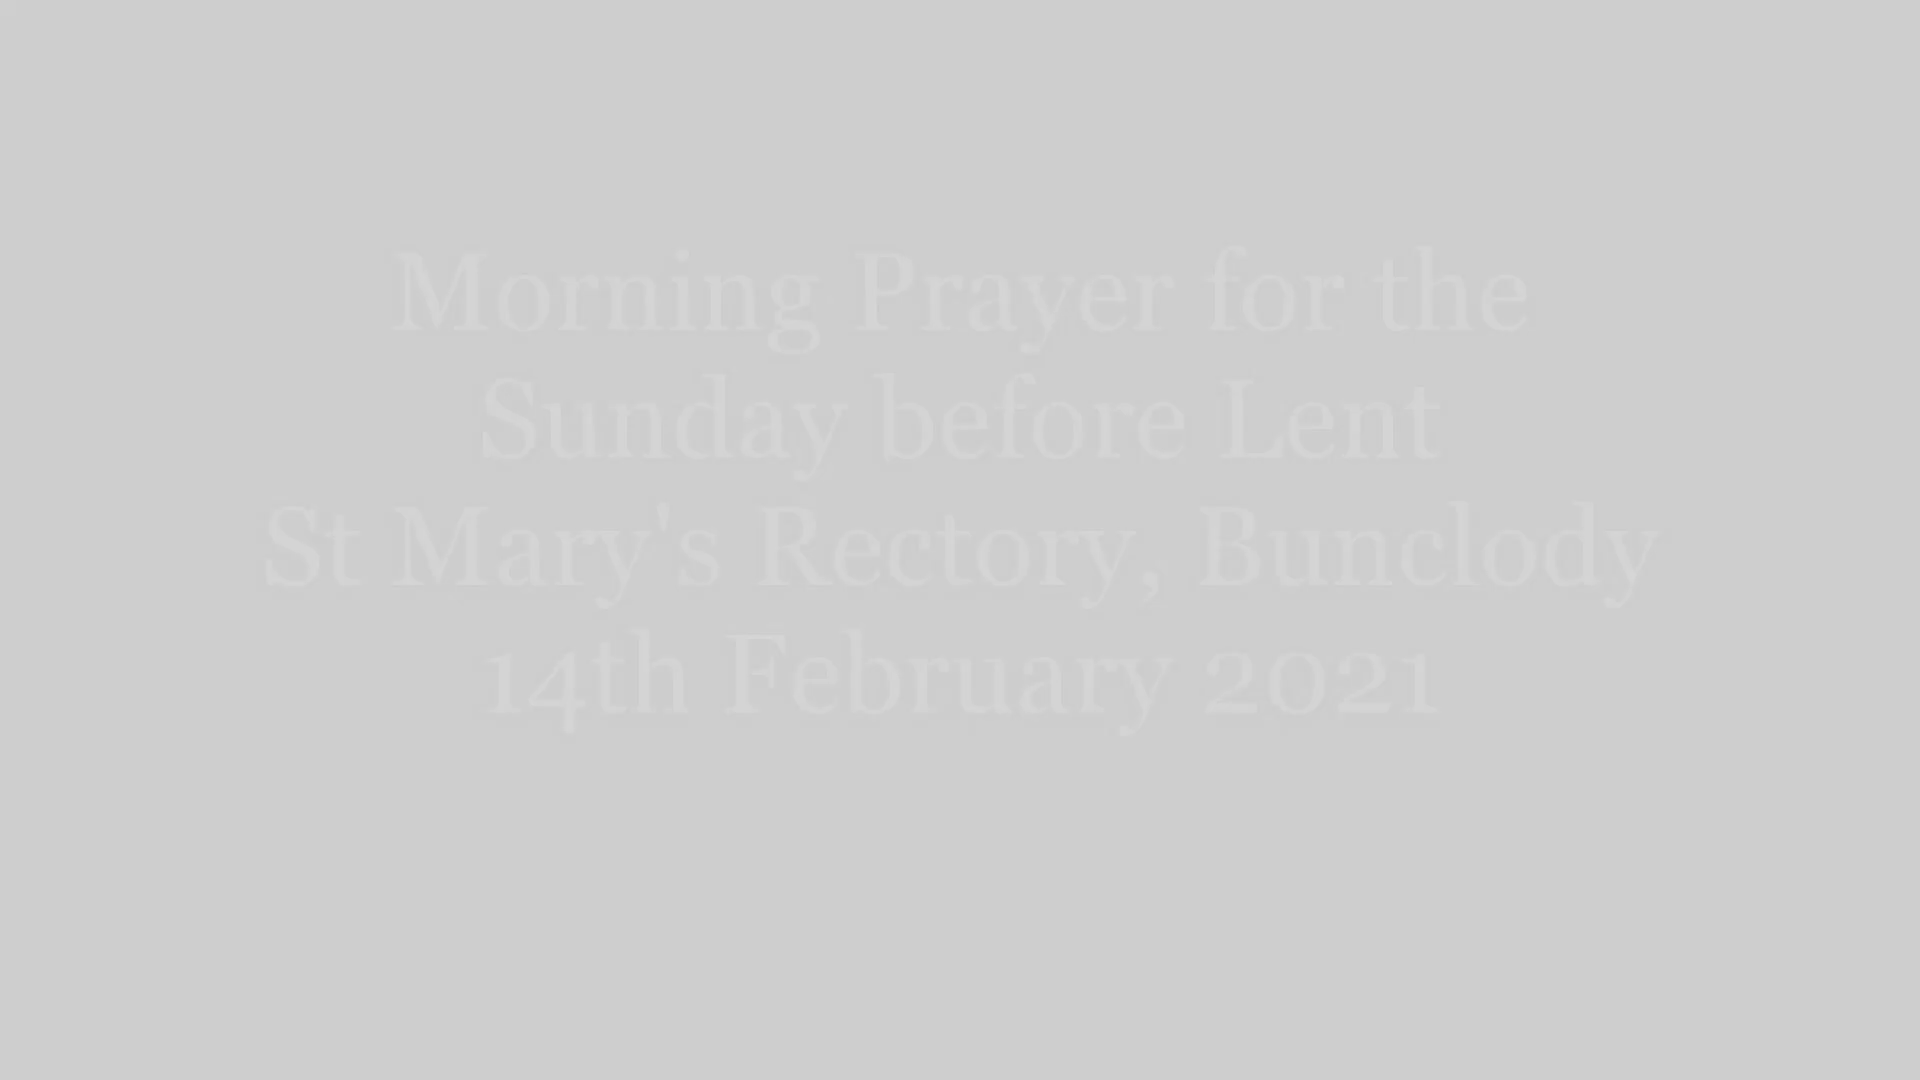 Morning Prayer for the
Sunday before Lent
St Mary's Rectory, Bunclody
14th February 2021